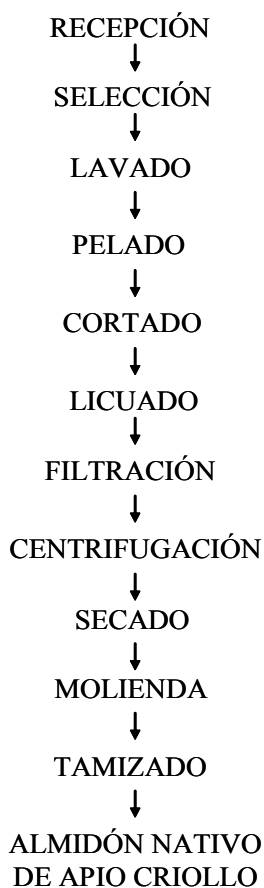 RECEPCIÓN
SELECCIÓN
LAVADO
PELADO
CORTADO
LICUADO
FILTRACIÓN
CENTRIFUGACIÓN
SECADO
MOLIENDA
TAMIZADO
ALMIDÓN NATIVO
DE APIO CRIOLLO